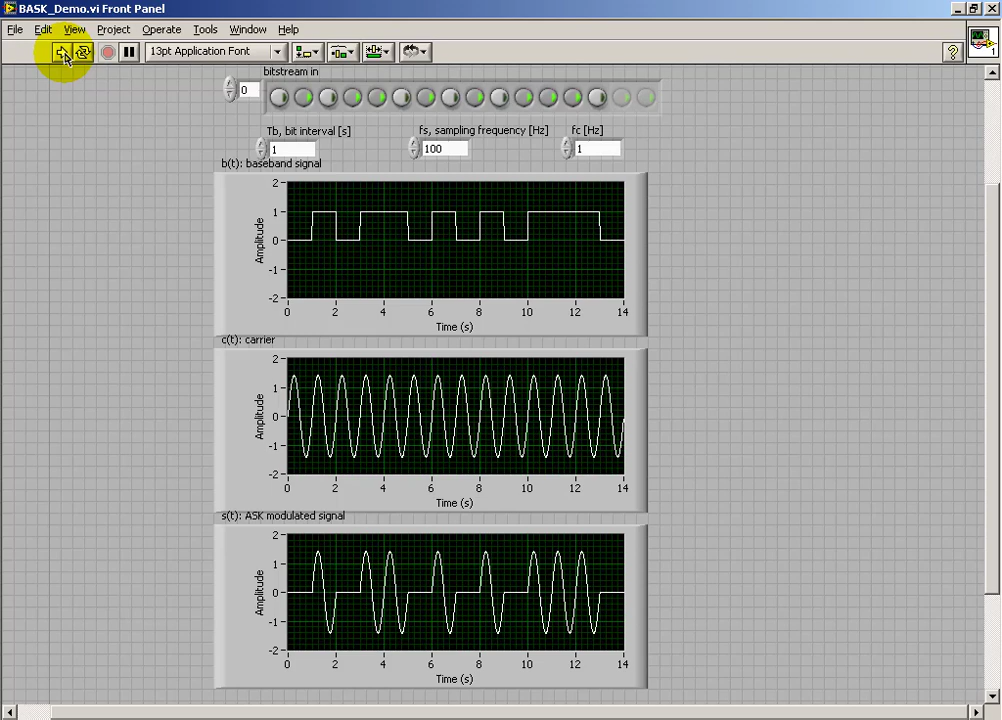 BASK_Demo.vi Front Panel
File Edit View Project Operate Tools Window Help
13pt Application Font
?
1
bitstream in
0
Tb, bit interval [s] fs, sampling frequency [Hz] fc [Hz]
1 100 1
b(t): baseband signal
2
1
0
-1
-2
Amplitude
0 2 4 6 8 10 12 14
Time (s)
c(t): carrier
2
1
0
-1
-2
Amplitude
0 2 4 6 8 10 12 14
Time (s)
s(t): ASK modulated signal
2
1
0
-1
-2
Amplitude
0 2 4 6 8 10 12 14
Time (s)